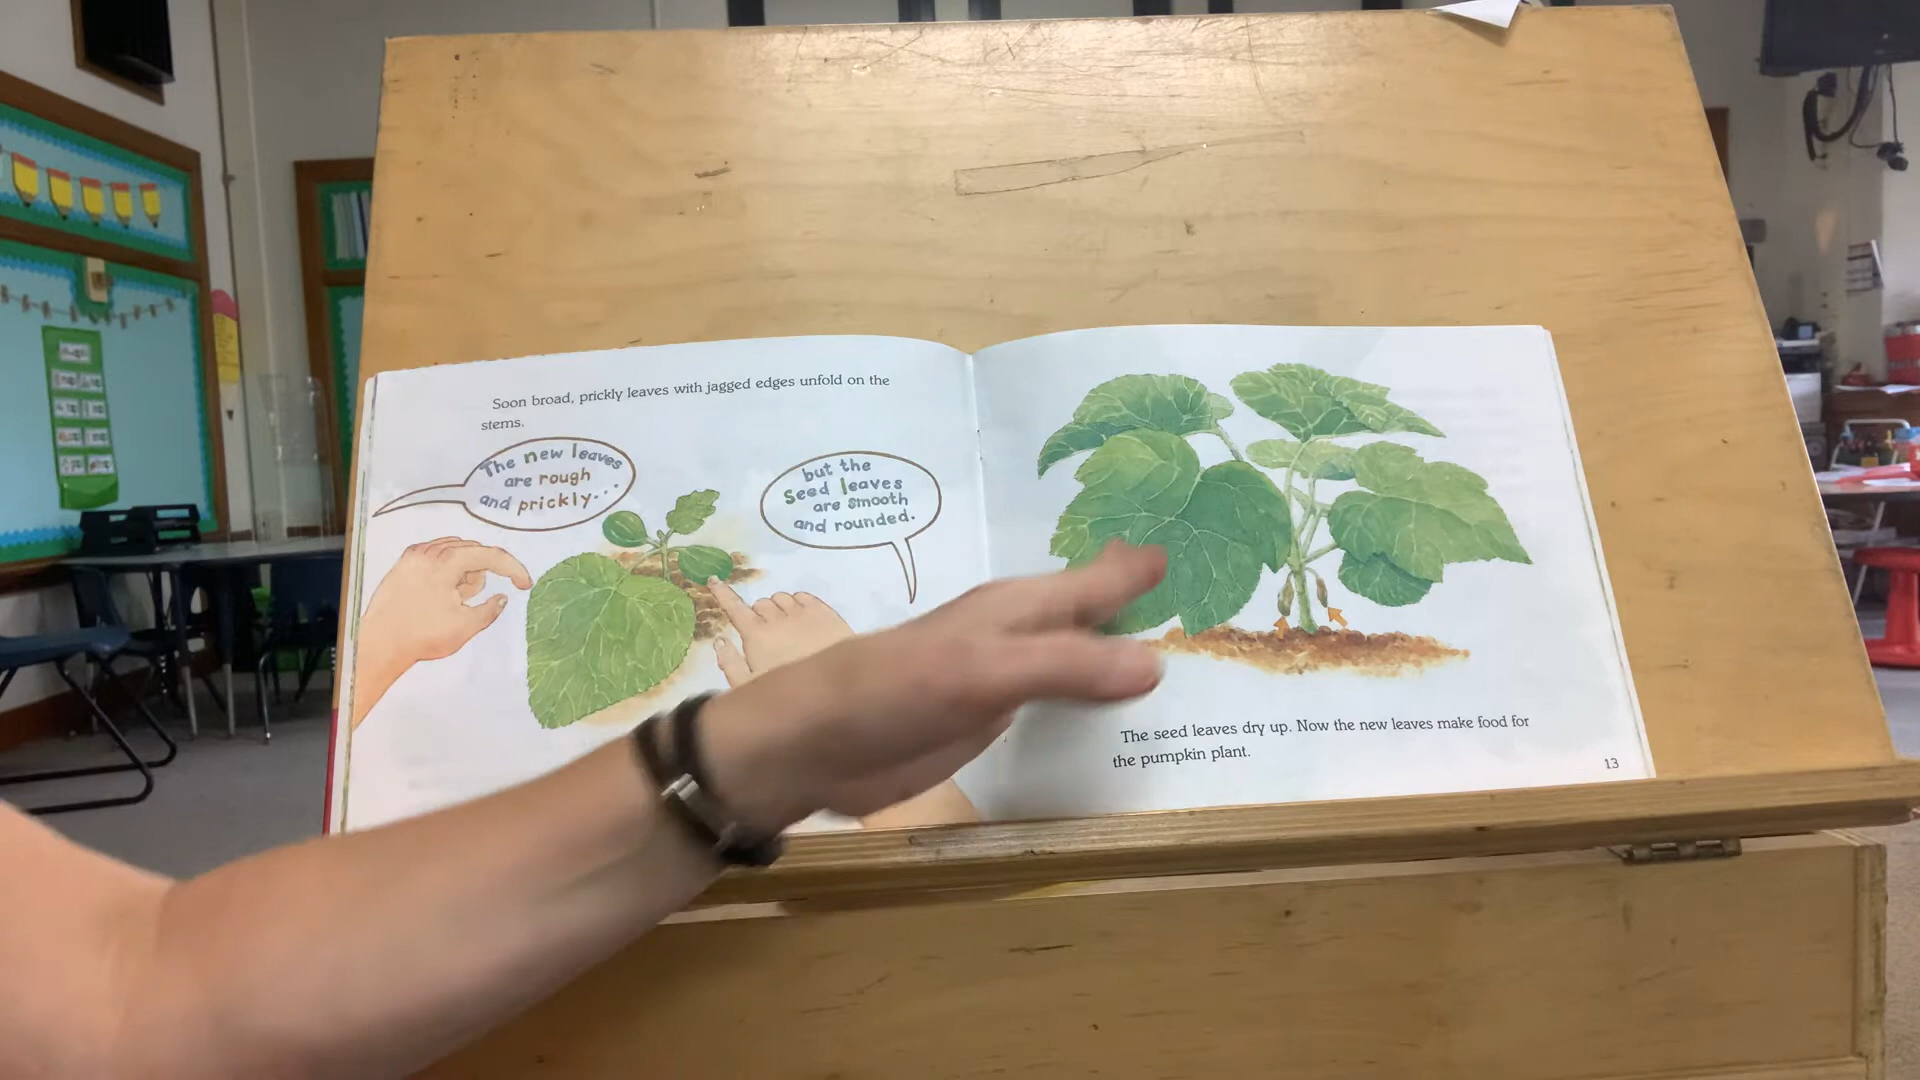 Soon broad, prickly leaves with jagged edges unfold on the
stems.
The new leaves
are rough
and prickly...
but the
seed leaves
are smooth
and rounded.
The seed leaves dry up. Now the new leaves make food for
the pumpkin plant.
13